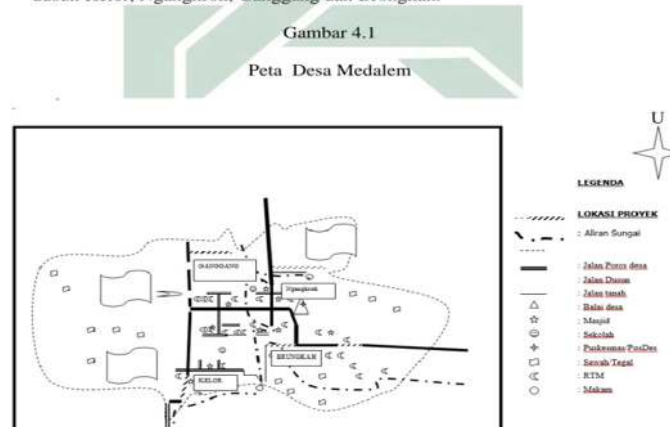 Gambar 4.1
Peta Desa Medalem
U
LEGENDA
LOKASI PROYEK
: Aliran Sungai
: Jalan Poros desa
: Jalan Dusun
: Jalan tanah
: Balai desa
: Masjid
: Sekolah
: Puskesmas/PosDes
: Sawah/Tegal
: RTM
: Makam
GANGGANG
Ngangkrok
BEUNGKAH
KELOR